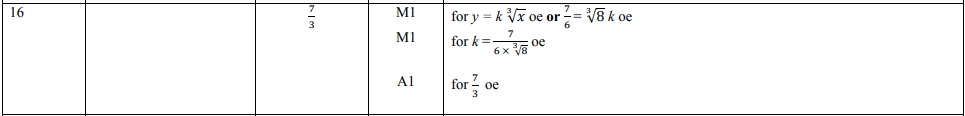 16 7/3 M1 for y = k ∛x oe or 7/6 = ∛8 k oe
M1 for k = 7/(6 × ∛8) oe
A1 for 7/3 oe